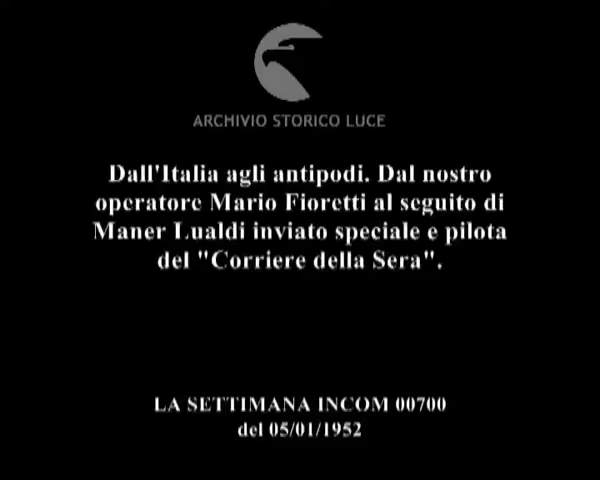 ARCHIVIO STORICO LUCE
Dall'Italia agli antipodi. Dal nostro
operatore Mario Fioretti al seguito di
Maner Lualdi inviato speciale e pilota
del "Corriere della Sera".
LA SETTIMANA INCOM 00700
del 05/01/1952